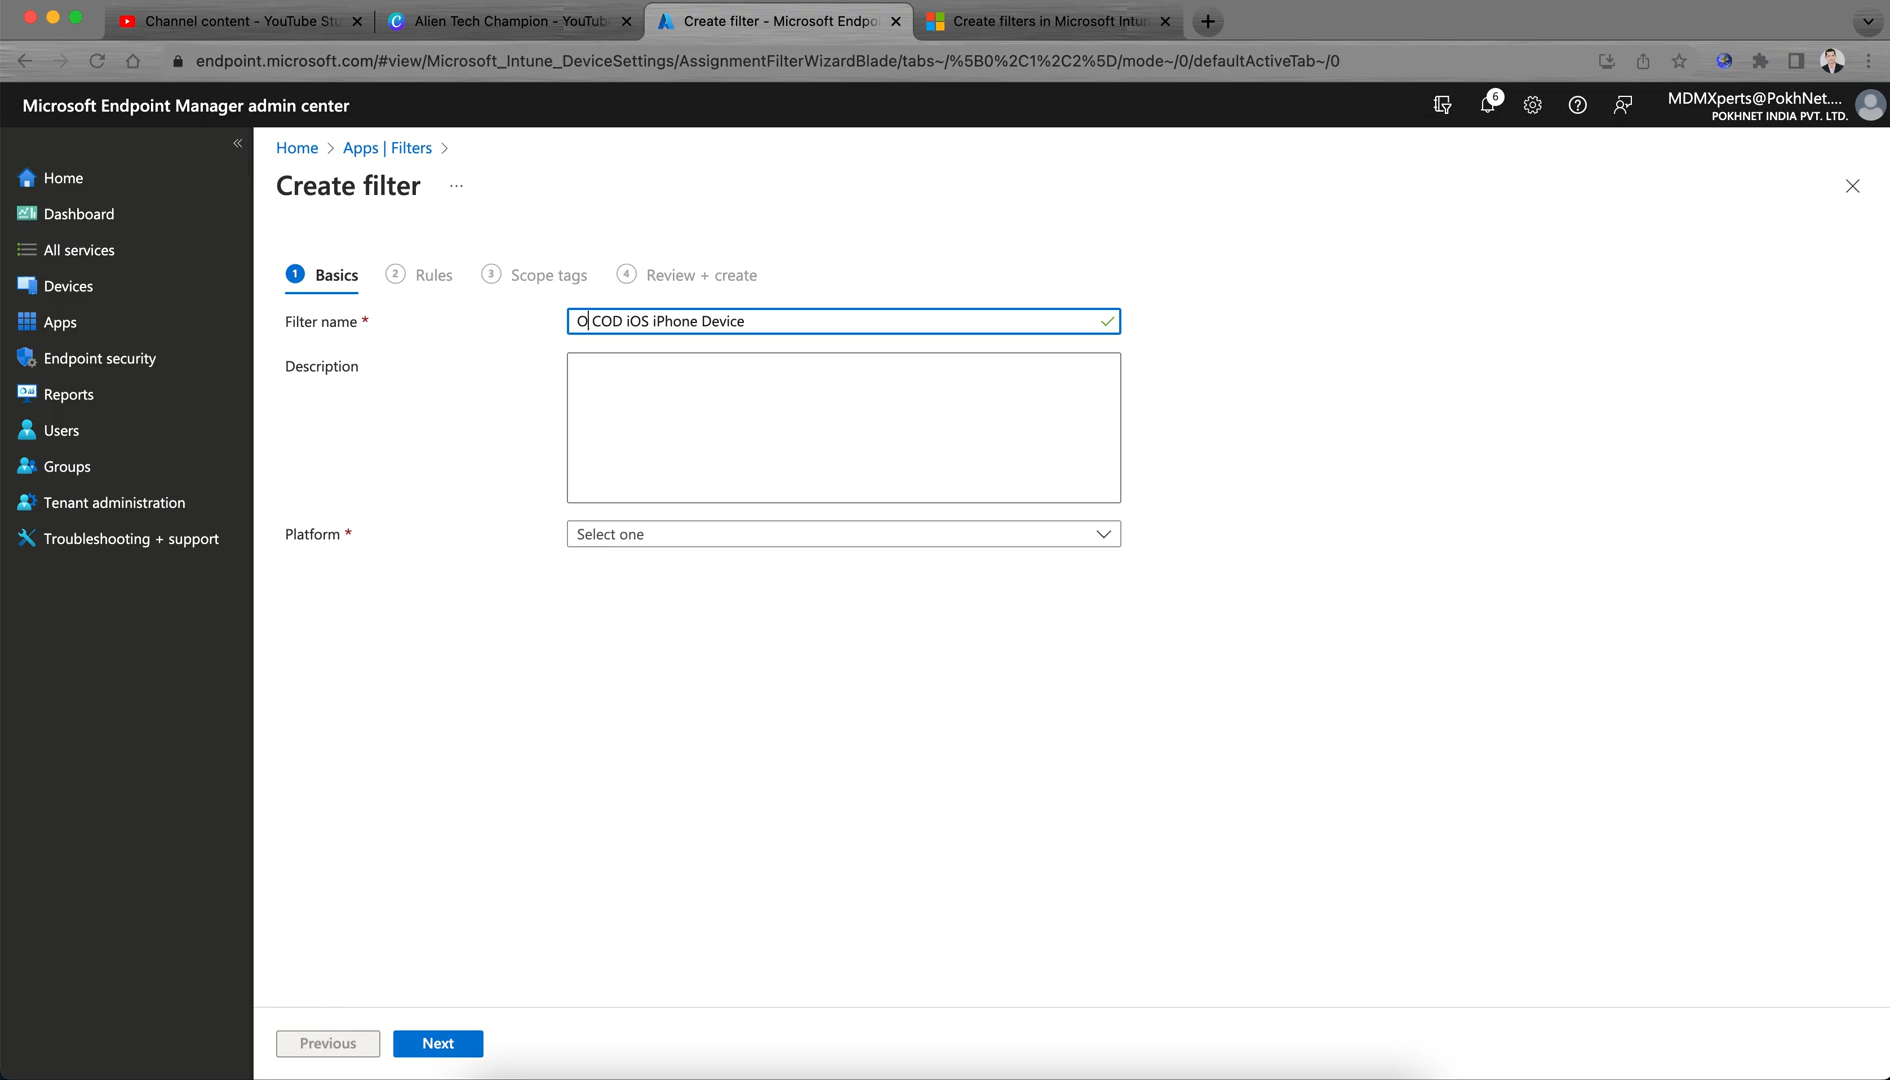 Channel content - YouTube Stu
Alien Tech Champion - YouTube
Create filter - Microsoft Endpo
Create filters in Microsoft Intun
endpoint.microsoft.com/#view/Microsoft_Intune_DeviceSettings/AssignmentFilterWizardBlade/tabs~/%5B0%2C1%2C2%5D/mode~/0/defaultActiveTab~/0
Microsoft Endpoint Manager admin center
6
MDMXperts@PokhNet....
POKHNET INDIA PVT. LTD.
Home
Dashboard
All services
Devices
Apps
Endpoint security
Reports
Users
Groups
Tenant administration
Troubleshooting + support
Home > Apps | Filters >
Create filter ...
1 Basics 2 Rules 3 Scope tags 4 Review + create
Filter name * O COD iOS iPhone Device
Description
Platform * Select one
Previous Next